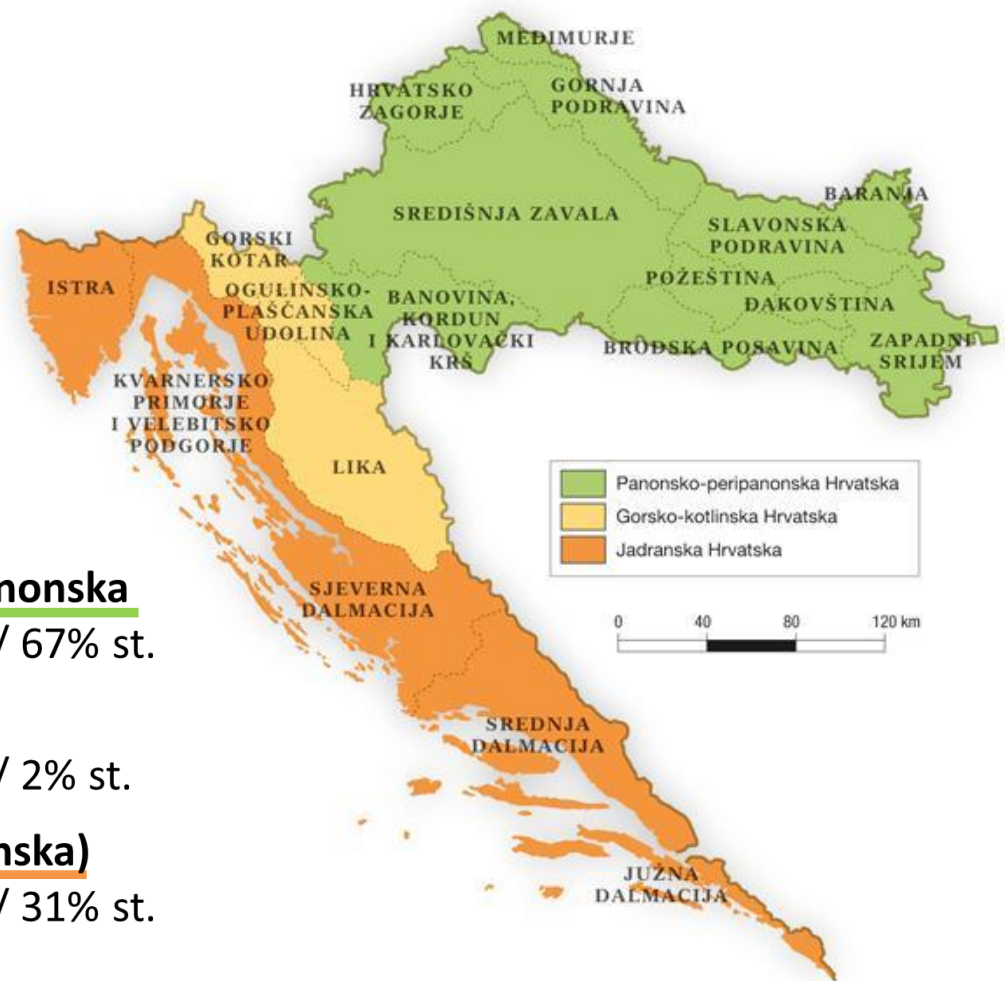 MEĐIMURJE
HRVATSKO
ZAGORJE
GORNJA
PODRAVINA
BARANJA
SREDIŠNJA ZAVALA
SLAVONSKA
PODRAVINA
GORSKI
KOTAR
POŽEŠTINA
ISTRA
OGULINSKO-
PLAŠĆANSKA
UDOLINA
BANOVINA,
KORDUN
I KARLOVAČKI
KRŠ
ĐAKOVŠTINA
BRODSKA POSAVINA
ZAPADNI
SRIJEM
KVARNERSKO
PRIMORJE
I VELEBITSKO
PODGORJE
LIKA
Panonsko-peripanonska Hrvatska
Gorsko-kotlinska Hrvatska
Jadranska Hrvatska
SJEVERNA
DALMACIJA
0 40 80 120 km
nonska
/ 67% st.
SREDNJA
DALMACIJA
/ 2% st.
nska)
/ 31% st.
JUŽNA
DALMACIJA